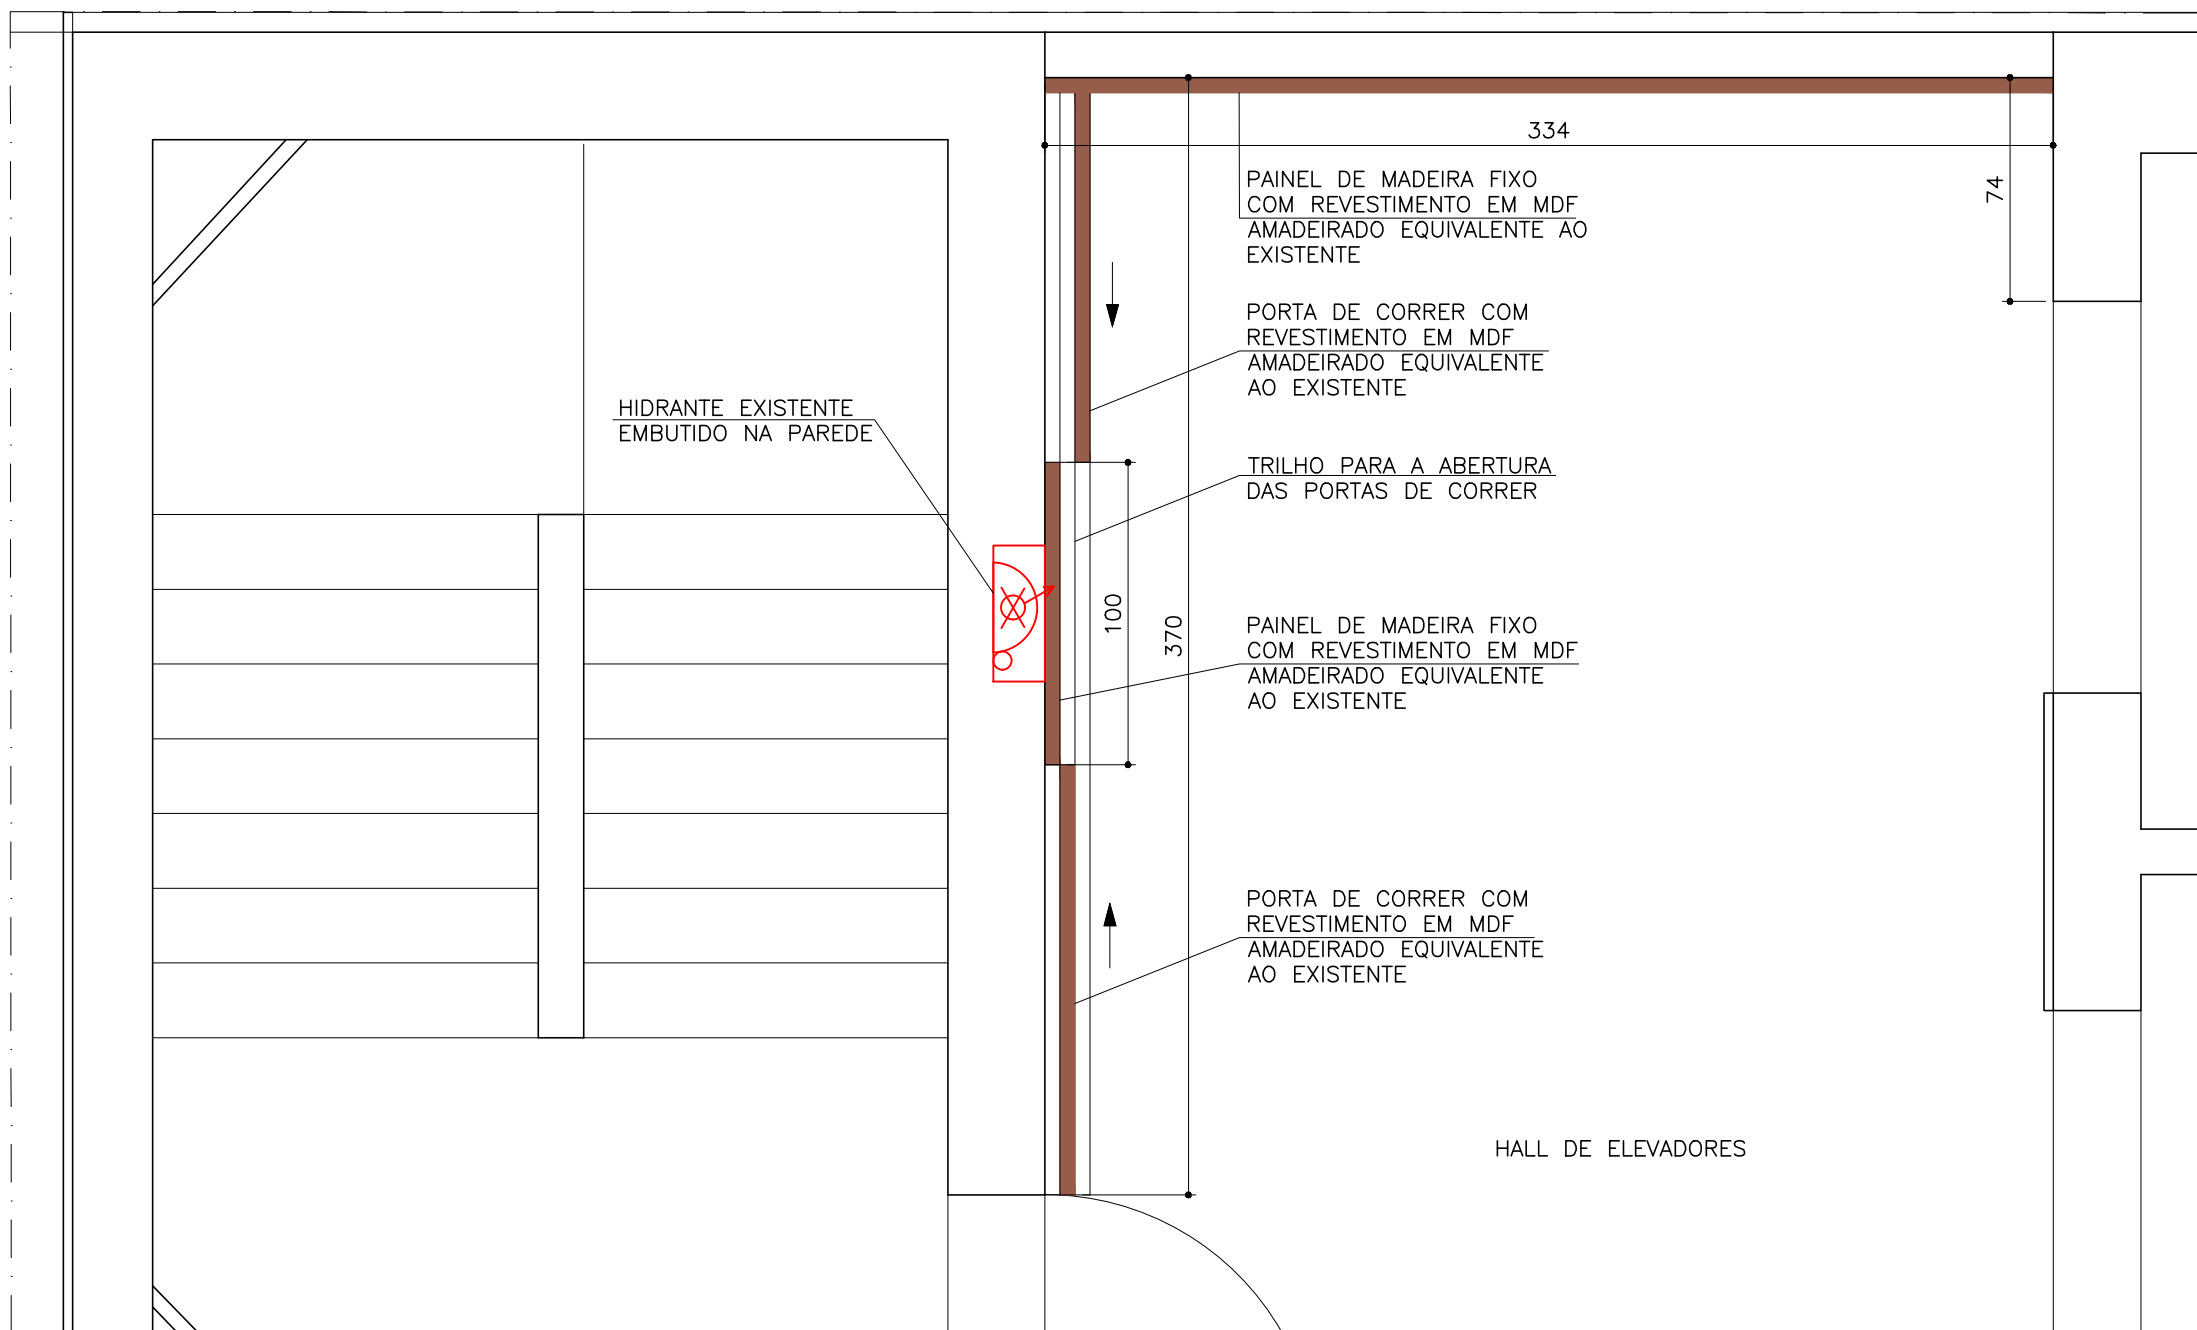 334
PAINEL DE MADEIRA FIXO
COM REVESTIMENTO EM MDF
AMADEIRADO EQUIVALENTE AO
EXISTENTE
74
PORTA DE CORRER COM
REVESTIMENTO EM MDF
AMADEIRADO EQUIVALENTE
AO EXISTENTE
HIDRANTE EXISTENTE
EMBUTIDO NA PAREDE
TRILHO PARA A ABERTURA
DAS PORTAS DE CORRER
100
370
PAINEL DE MADEIRA FIXO
COM REVESTIMENTO EM MDF
AMADEIRADO EQUIVALENTE
AO EXISTENTE
PORTA DE CORRER COM
REVESTIMENTO EM MDF
AMADEIRADO EQUIVALENTE
AO EXISTENTE
HALL DE ELEVADORES